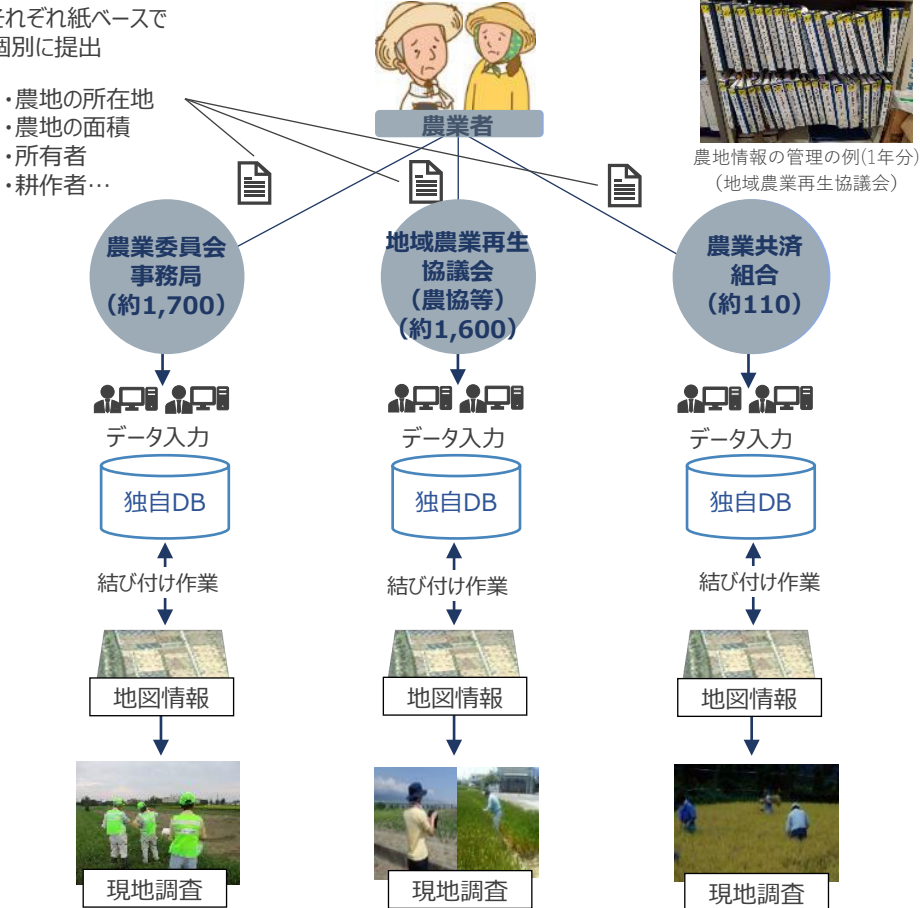 それぞれ紙ベースで
個別に提出
・農地の所在地
・農地の面積
・所有者
・耕作者…
農業者
農地情報の管理の例(1年分)
（地域農業再生協議会）
農業委員会
事務局
（約1,700）
地域農業再生
協議会
（農協等）
（約1,600）
農業共済
組合
（約110）
データ入力
データ入力
データ入力
独自DB
独自DB
独自DB
結び付け作業
結び付け作業
結び付け作業
地図情報
地図情報
地図情報
現地調査
現地調査
現地調査